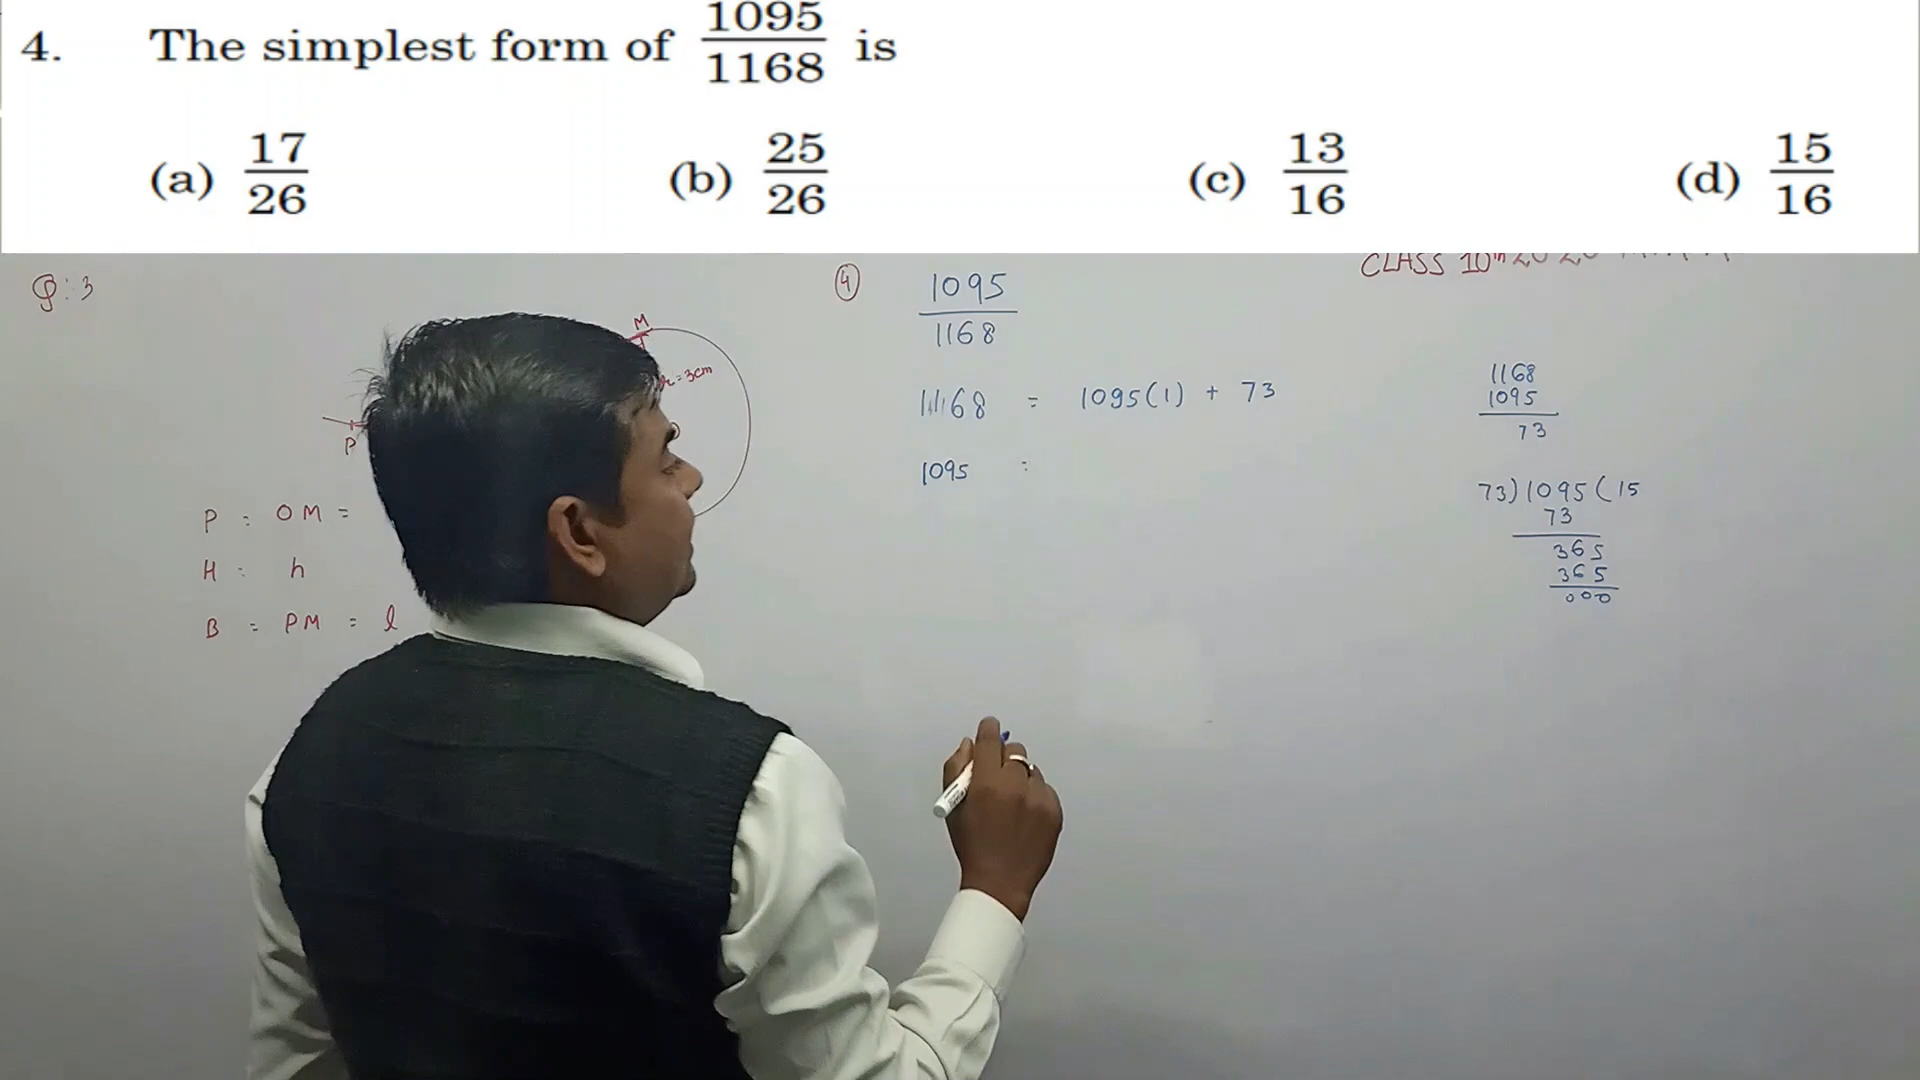 4. The simplest form of 1095/1168 is
(a) 17/26 (b) 25/26 (c) 13/16 (d) 15/16
Q:3
M
r = 3cm
P
P : OM =
H : h
B = PM = l
4
1095
1168
1168 = 1095(1) + 73
1095 :
CLASS 10th 2020
1168
1095
73
73)1095(15
73
365
365
000